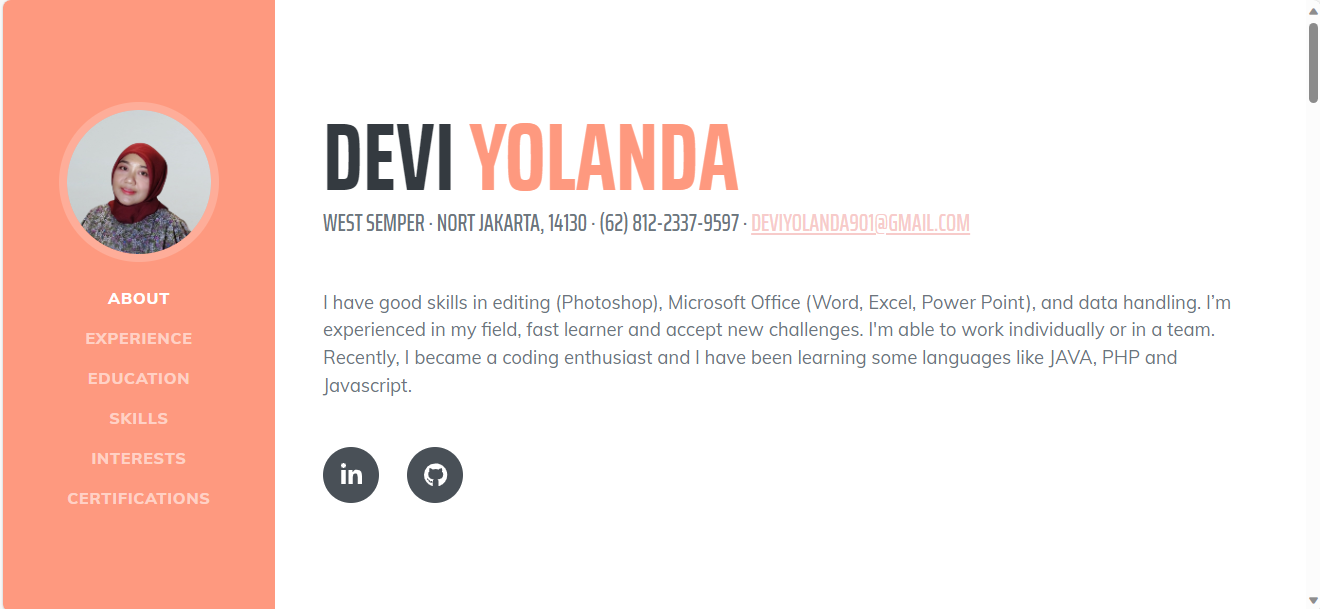 ABOUT
EXPERIENCE
EDUCATION
SKILLS
INTERESTS
CERTIFICATIONS
DEVI YOLANDA
WEST SEMPER · NORT JAKARTA, 14130 · (62) 812-2337-9597 · DEVIYOLANDA901@GMAIL.COM
I have good skills in editing (Photoshop), Microsoft Office (Word, Excel, Power Point), and data handling. I’m
experienced in my field, fast learner and accept new challenges. I'm able to work individually or in a team.
Recently, I became a coding enthusiast and I have been learning some languages like JAVA, PHP and
Javascript.
in